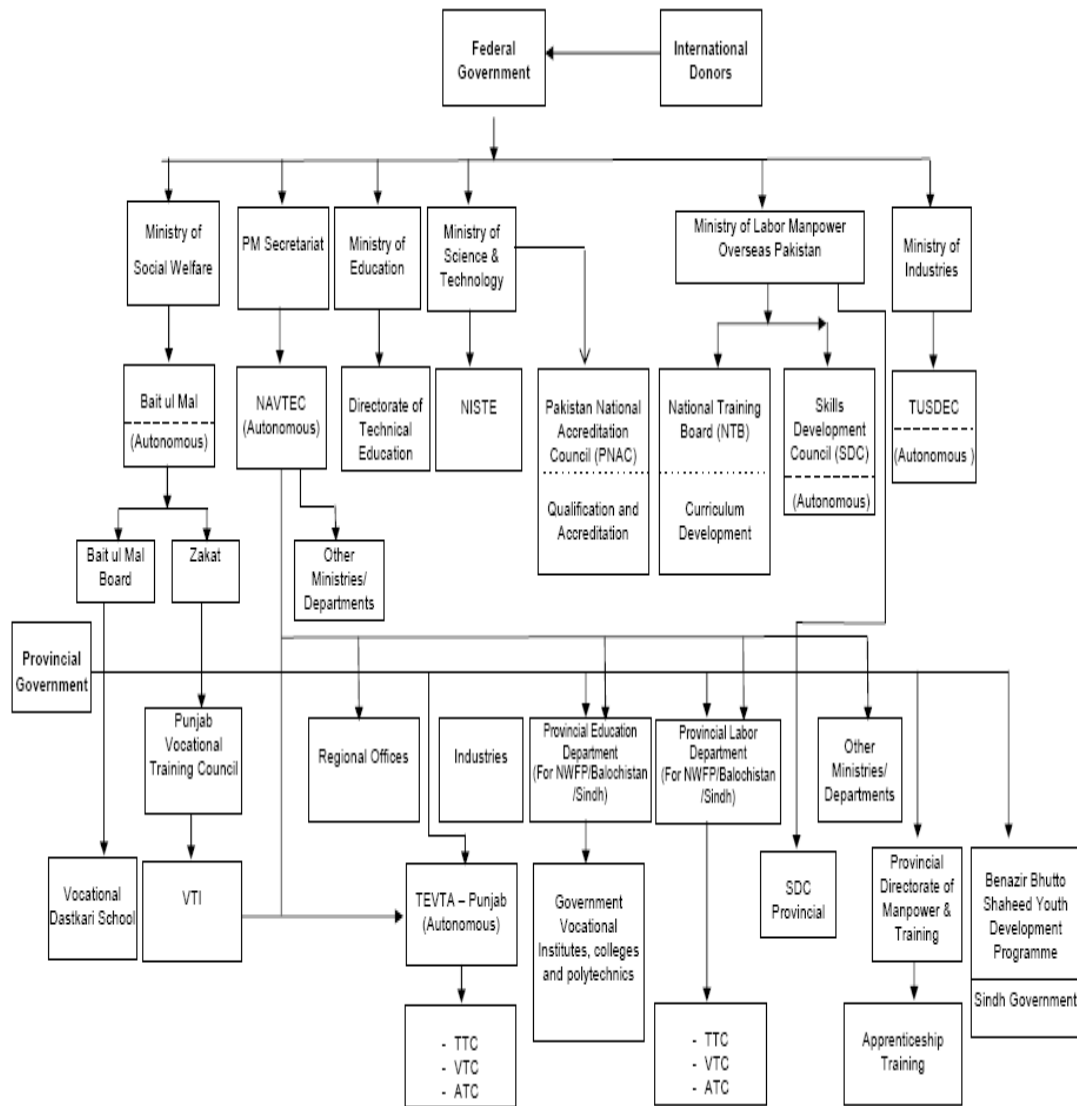 Federal
Government
International
Donors
Ministry of
Social Welfare
PM Secretariat
Ministry of
Education
Ministry of
Science &
Technology
Ministry of Labor Manpower
Overseas Pakistan
Ministry of
Industries
Bait ul Mal
(Autonomous)
NAVTEC
(Autonomous)
Directorate of
Technical
Education
NISTE
Pakistan National
Accreditation
Council (PNAC)
Qualification and
Accreditation
National Training
Board (NTB)
Curriculum
Development
Skills
Development
Council (SDC)
(Autonomous)
TUSDEC
(Autonomous )
Bait ul Mal
Board
Zakat
Other
Ministries/
Departments
Provincial
Government
Punjab
Vocational
Training Council
Regional Offices
Industries
Provincial Education
Department
(For NWFP/Balochistan
/Sindh)
Provincial Labor
Department
(For NWFP/Balochistan
/Sindh)
Other
Ministries/
Departments
Vocational
Dastkari School
VTI
TEVTA – Punjab
(Autonomous)
Government
Vocational
Institutes, colleges
and polytechnics
SDC
Provincial
Provincial
Directorate of
Manpower &
Training
Benazir Bhutto
Shaheed Youth
Development
Programme
Sindh Government
- TTC
- VTC
- ATC
- TTC
- VTC
- ATC
Apprenticeship
Training